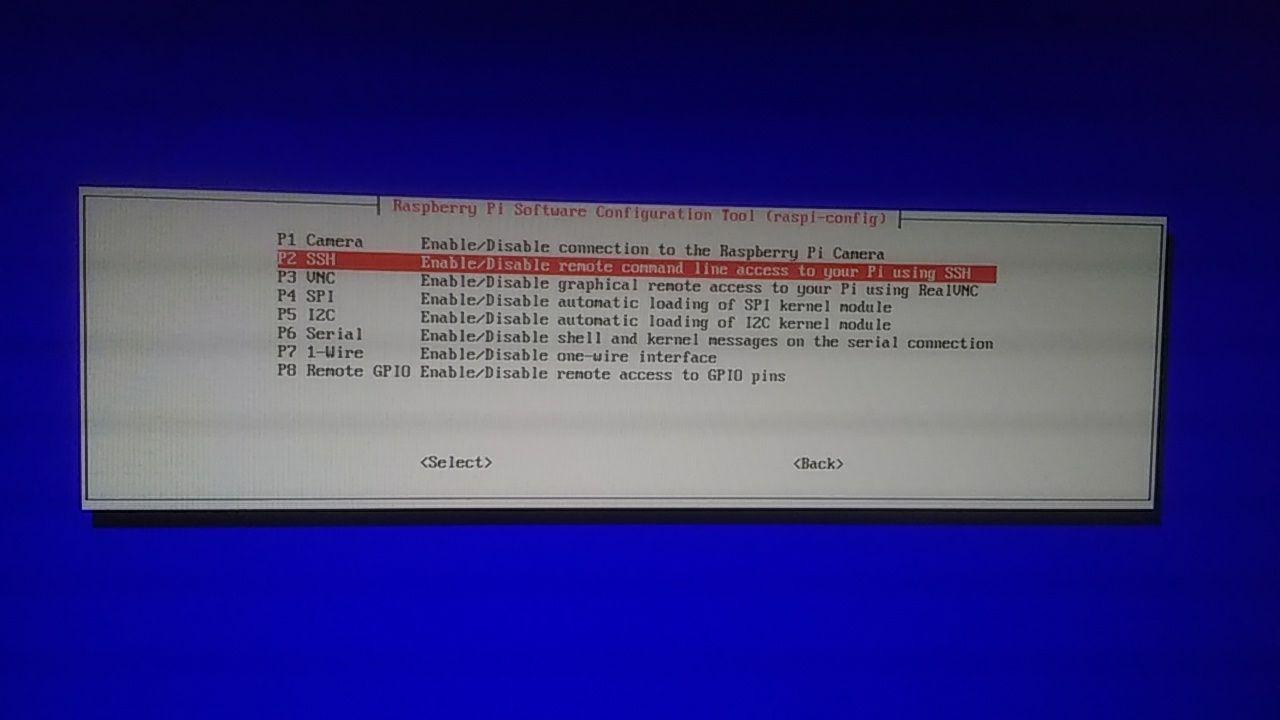 Raspberry Pi Software Configuration Tool (raspi-config)
P1 Camera Enable/Disable connection to the Raspberry Pi Camera
P2 SSH Enable/Disable remote command line access to your Pi using SSH
P3 VNC Enable/Disable graphical remote access to your Pi using RealVNC
P4 SPI Enable/Disable automatic loading of SPI kernel module
P5 I2C Enable/Disable automatic loading of I2C kernel module
P6 Serial Enable/Disable shell and kernel messages on the serial connection
P7 1-Wire Enable/Disable one-wire interface
P8 Remote GPIO Enable/Disable remote access to GPIO pins
<Select> <Back>